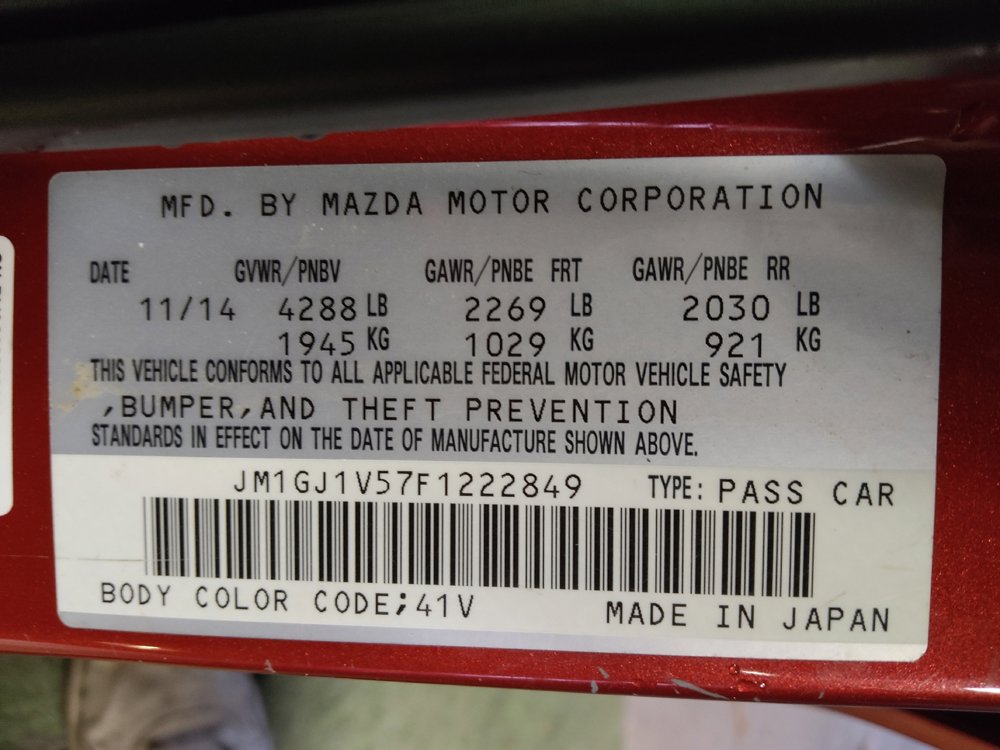 MFD. BY MAZDA MOTOR CORPORATION
DATE GVWR/PNBV GAWR/PNBE FRT GAWR/PNBE RR
11/14 4288 LB 2269 LB 2030 LB
1945 KG 1029 KG 921 KG
THIS VEHICLE CONFORMS TO ALL APPLICABLE FEDERAL MOTOR VEHICLE SAFETY
,BUMPER,AND THEFT PREVENTION
STANDARDS IN EFFECT ON THE DATE OF MANUFACTURE SHOWN ABOVE.
JM1GJ1V57F1222849 TYPE: PASS CAR
BODY COLOR CODE;41V MADE IN JAPAN